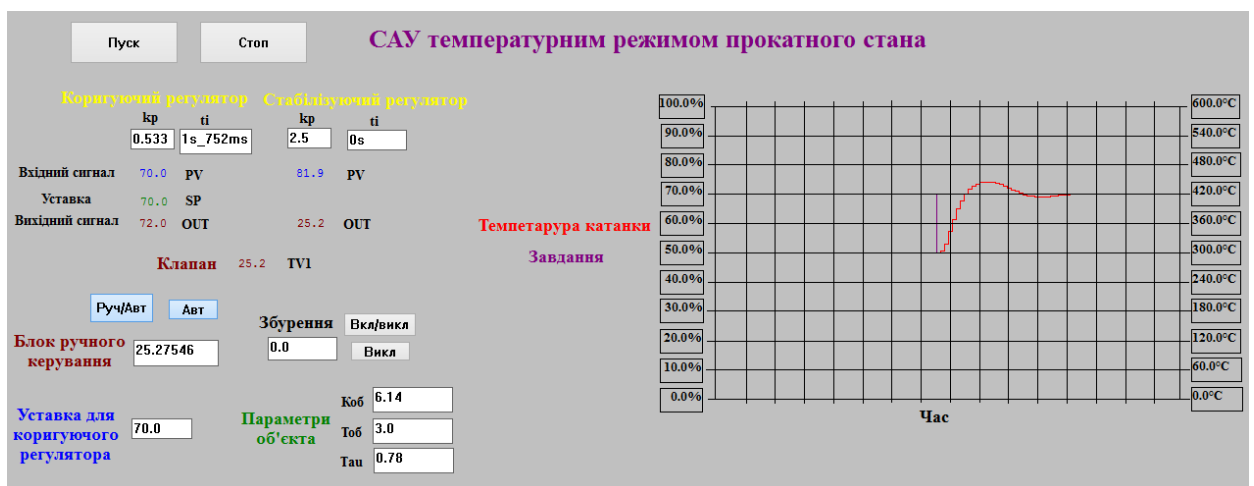 Пуск Стоп САУ температурним режимом прокатного стана
Коригуючий регулятор Стабілізуючий регулятор
kp ti kp ti
0.533 1s_752ms 2.5 0s
Вхідний сигнал 70.0 PV 81.9 PV
Уставка 70.0 SP
Вихідний сигнал 72.0 OUT 25.2 OUT
Клапан 25.2 TV1
Руч/Авт Авт
Збурення Вкл/викл
0.0 Викл
Блок ручного
керування
25.27546
Уставка для
коригуючого
регулятора
70.0
Параметри
об'єкта
Коб 6.14
Тоб 3.0
Tau 0.78
Темпетарура катанки
Завдання
100.0% 600.0°C
90.0% 540.0°C
80.0% 480.0°C
70.0% 420.0°C
60.0% 360.0°C
50.0% 300.0°C
40.0% 240.0°C
30.0% 180.0°C
20.0% 120.0°C
10.0% 60.0°C
0.0% 0.0°C
Час